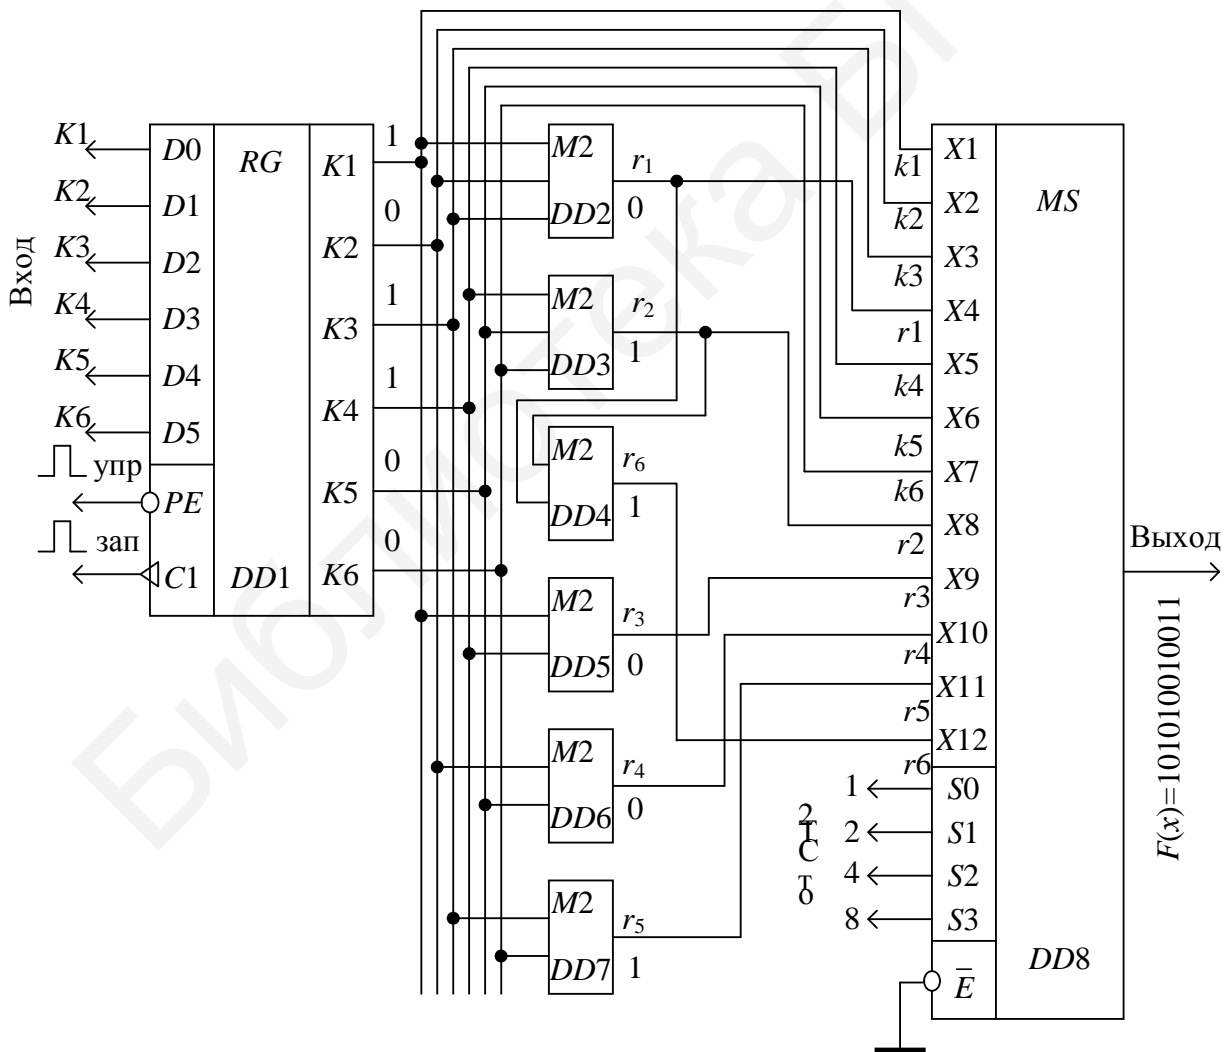 Вход
K1
K2
K3
K4
K5
K6
упр
зап
D0
D1
D2
D3
D4
D5
PE
C1
RG
DD1
K1
K2
K3
K4
K5
K6
1
0
1
1
0
0
M2
DD2
r1
0
M2
DD3
r2
1
M2
DD4
r6
1
M2
DD5
r3
0
M2
DD6
r4
0
M2
DD7
r5
1
k1
k2
k3
r1
k4
k5
k6
r2
r3
r4
r5
r6
X1
X2
X3
X4
X5
X6
X7
X8
X9
X10
X11
X12
от СТ2
1
2
4
8
S0
S1
S2
S3
E̅
MS
DD8
Выход
F(x)=101010010011
Библиотека БГ